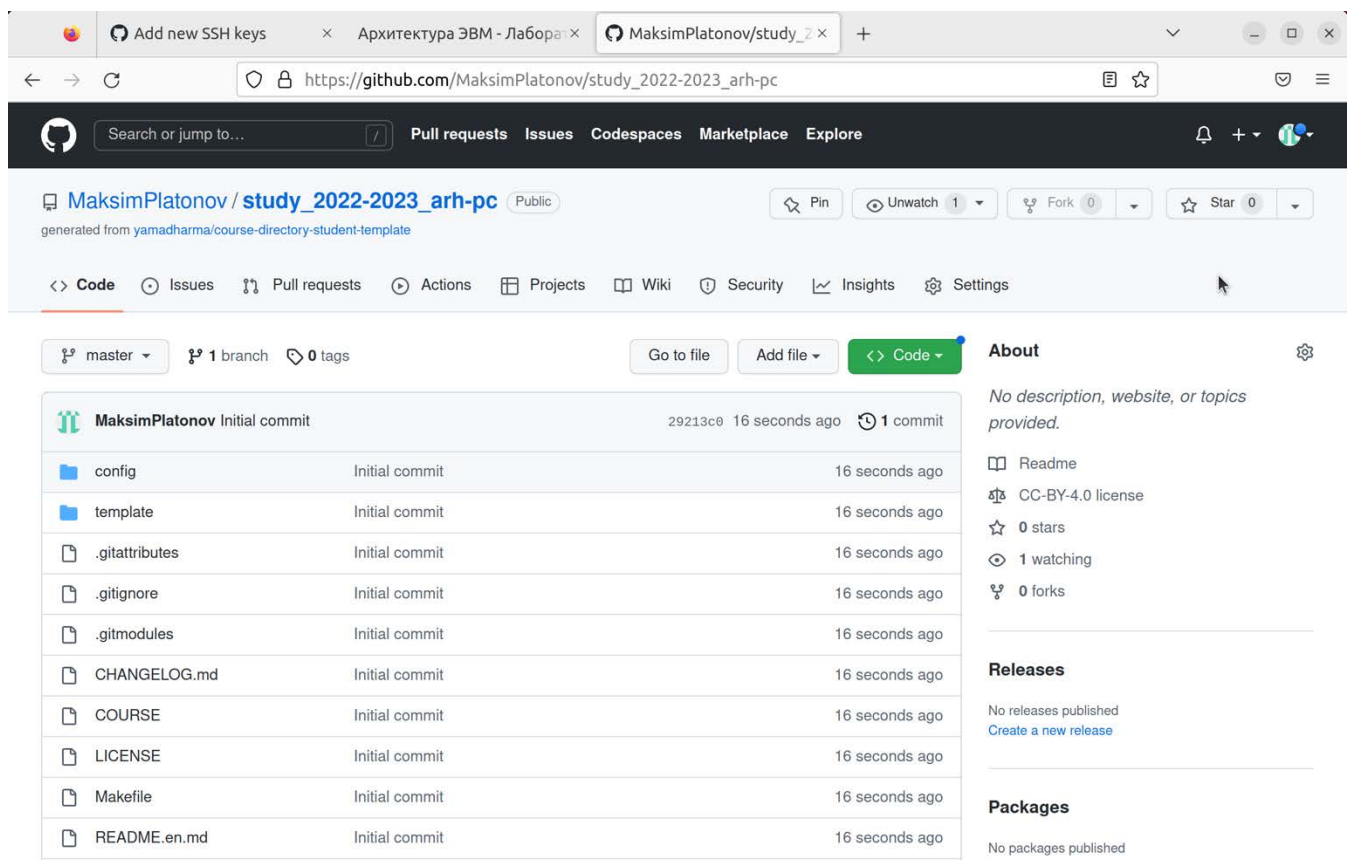 Add new SSH keys × Архитектура ЭВМ - Лаборат × MaksimPlatonov/study_2 × +
https://github.com/MaksimPlatonov/study_2022-2023_arh-pc
Search or jump to... / Pull requests Issues Codespaces Marketplace Explore
MaksimPlatonov / study_2022-2023_arh-pc Public Pin Unwatch 1 Fork 0 Star 0
generated from yamadharma/course-directory-student-template
Code Issues Pull requests Actions Projects Wiki Security Insights Settings
master 1 branch 0 tags Go to file Add file Code
MaksimPlatonov Initial commit 29213c0 16 seconds ago 1 commit
config Initial commit 16 seconds ago
template Initial commit 16 seconds ago
.gitattributes Initial commit 16 seconds ago
.gitignore Initial commit 16 seconds ago
.gitmodules Initial commit 16 seconds ago
CHANGELOG.md Initial commit 16 seconds ago
COURSE Initial commit 16 seconds ago
LICENSE Initial commit 16 seconds ago
Makefile Initial commit 16 seconds ago
README.en.md Initial commit 16 seconds ago
About
No description, website, or topics
provided.
Readme
CC-BY-4.0 license
0 stars
1 watching
0 forks
Releases
No releases published
Create a new release
Packages
No packages published